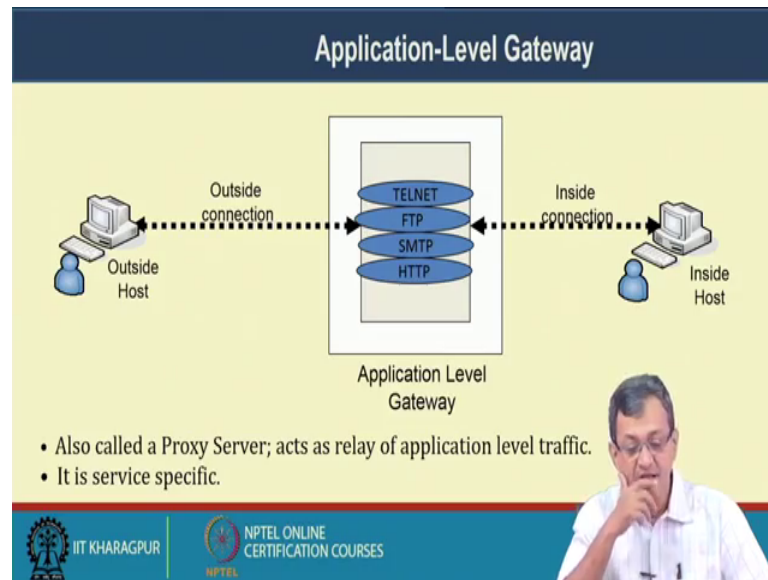 Application-Level Gateway
Outside
connection
TELNET
FTP
SMTP
HTTP
Inside
connection
Outside
Host
Inside
Host
Application Level
Gateway
• Also called a Proxy Server; acts as relay of application level traffic.
• It is service specific.
IIT KHARAGPUR
NPTEL
NPTEL ONLINE
CERTIFICATION COURSES